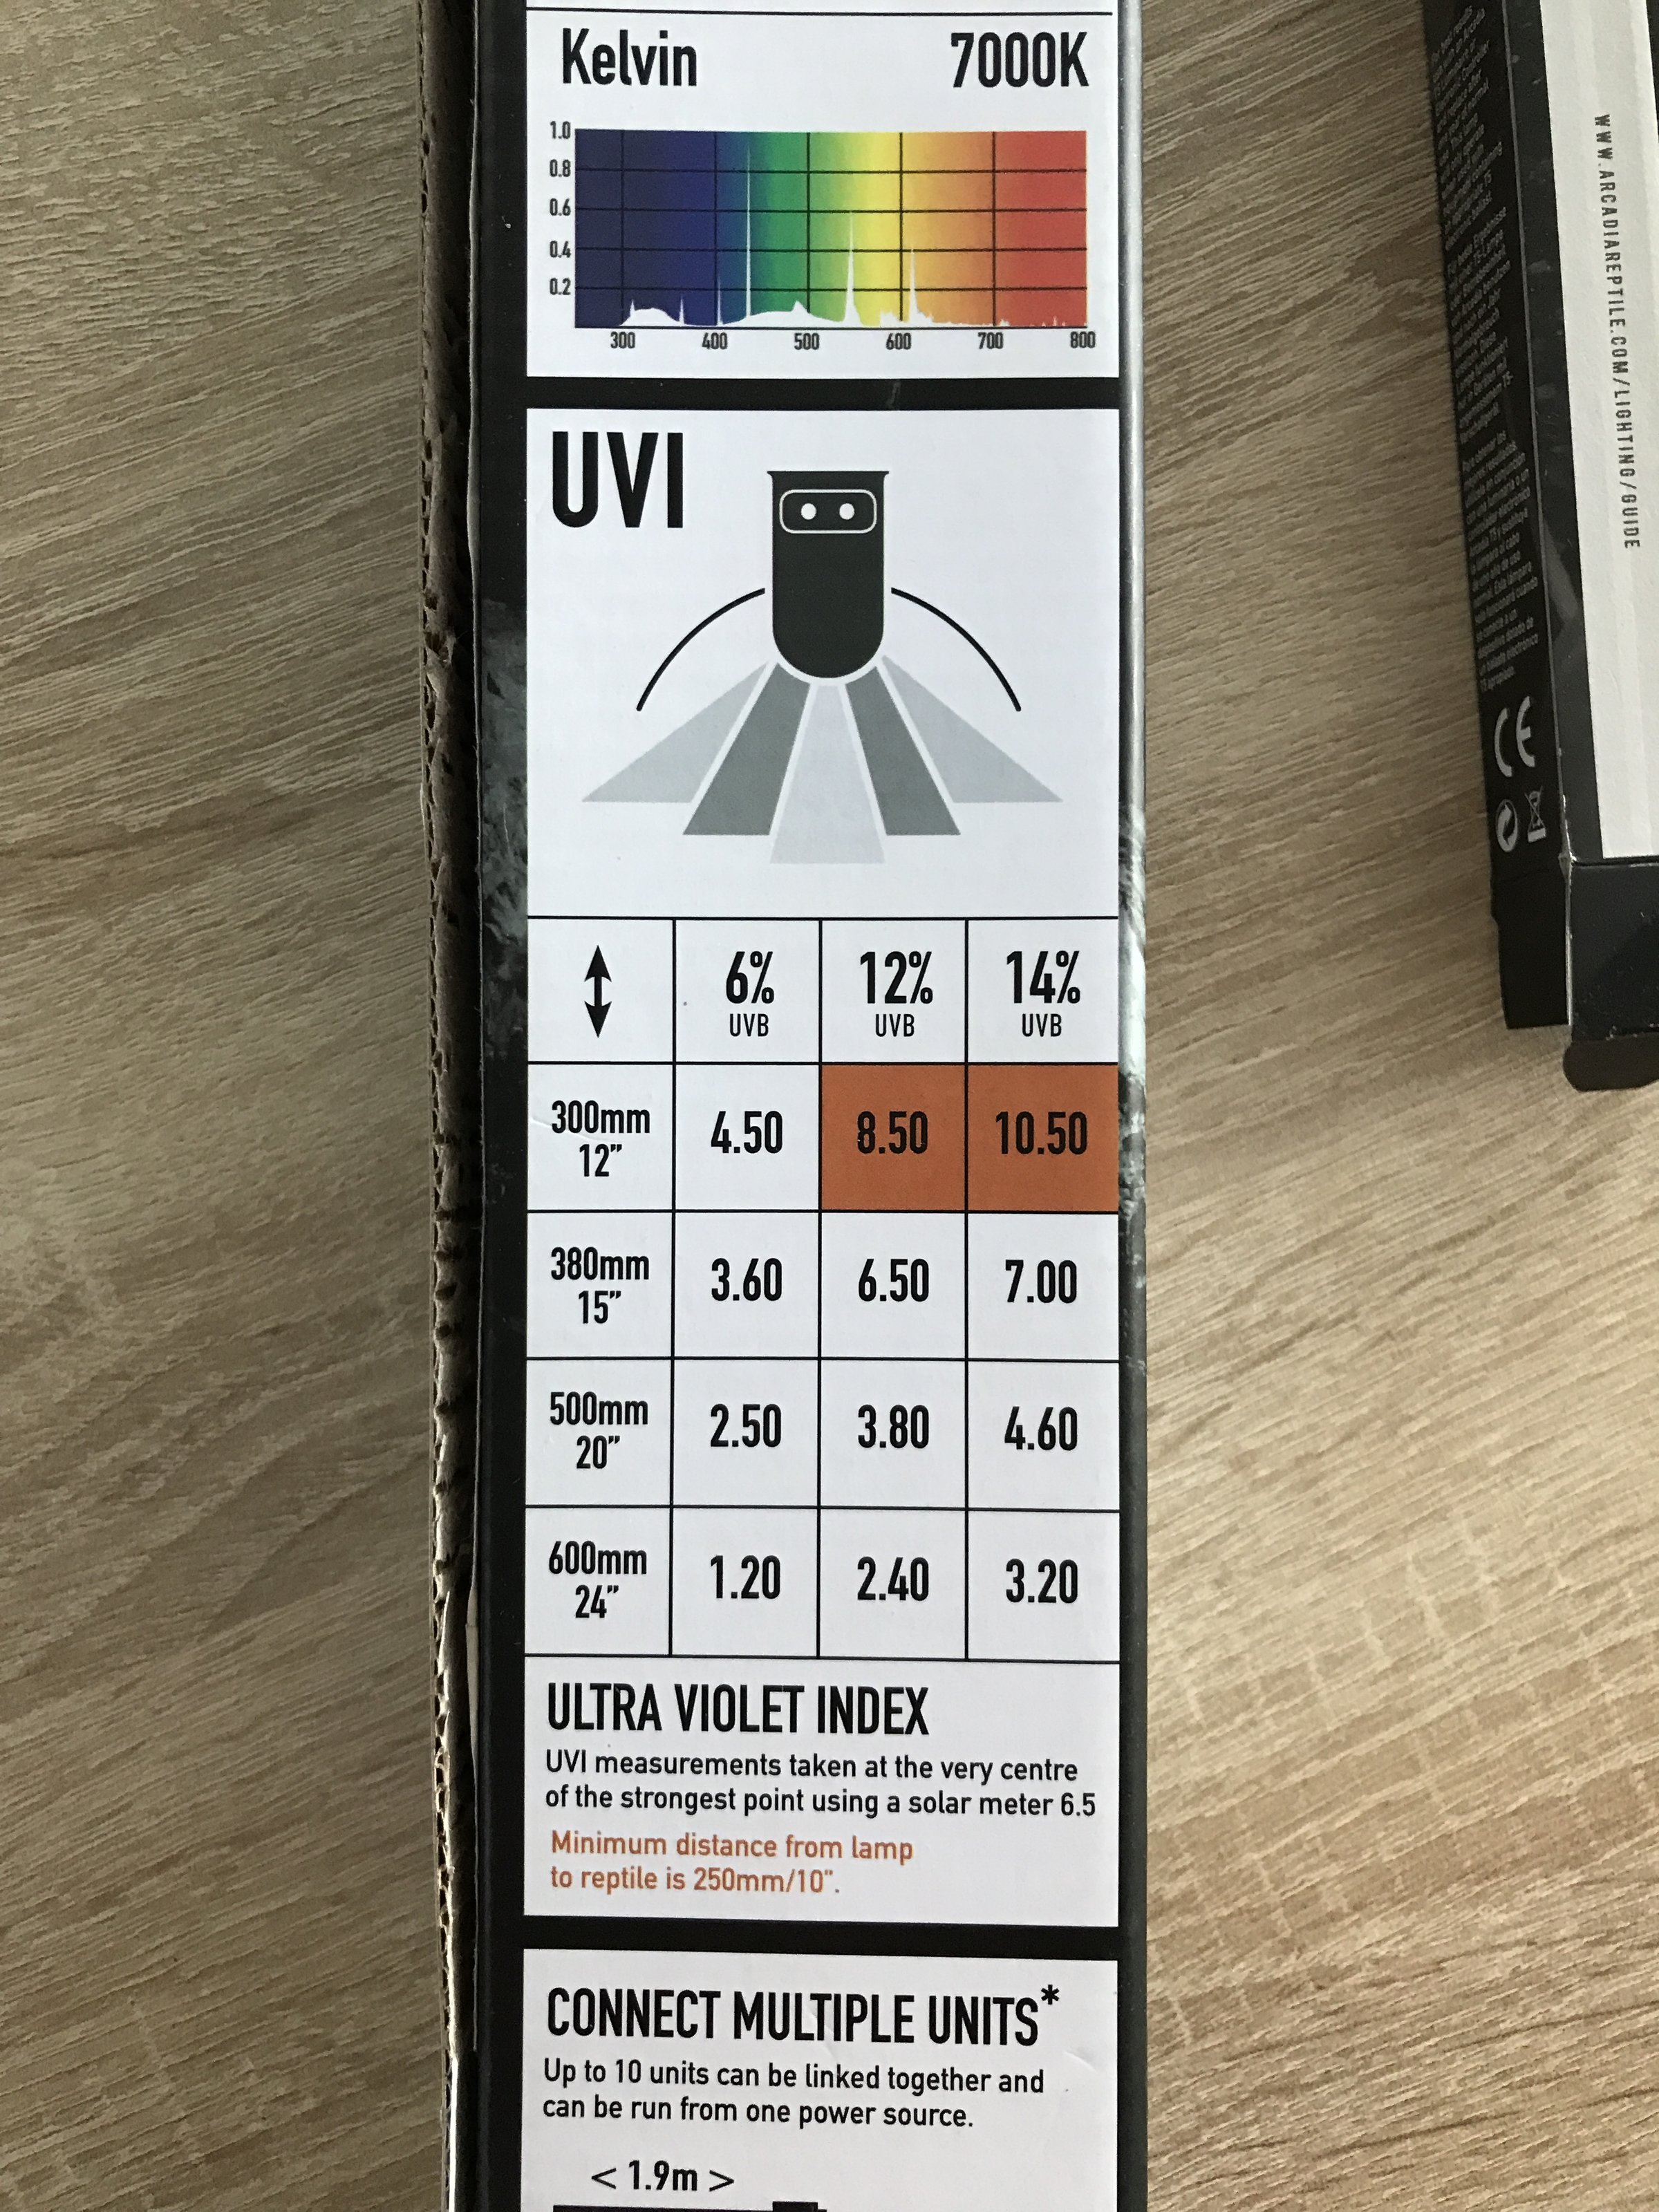 Kelvin 7000K
1.0
0.8
0.6
0.4
0.2
300 400 500 600 700 800
UVI
6% UVB 12% UVB 14% UVB
300mm 12" 4.50 8.50 10.50
380mm 15" 3.60 6.50 7.00
500mm 20" 2.50 3.80 4.60
600mm 24" 1.20 2.40 3.20
ULTRA VIOLET INDEX
UVI measurements taken at the very centre
of the strongest point using a solar meter 6.5
Minimum distance from lamp
to reptile is 250mm/10".
CONNECT MULTIPLE UNITS*
Up to 10 units can be linked together and
can be run from one power source.
< 1.9m >
WWW.ARCADIAREPTILE.COM/LIGHTING/GUIDE
CE